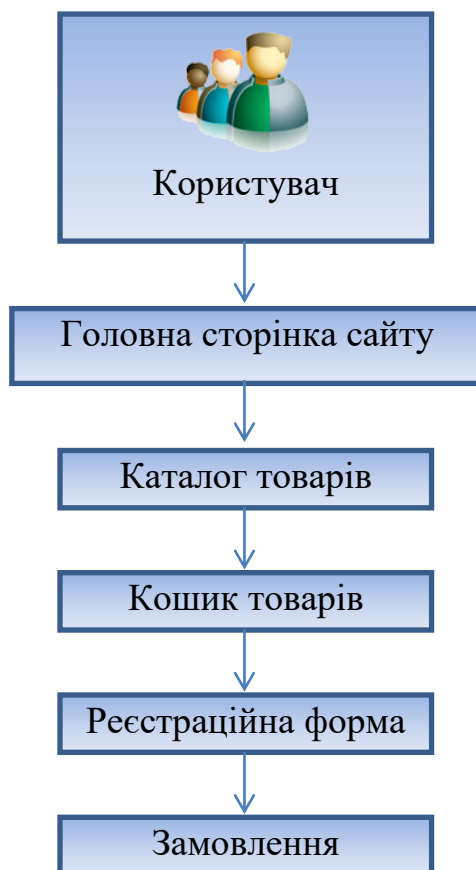 Користувач
Головна сторінка сайту
Каталог товарів
Кошик товарів
Реєстраційна форма
Замовлення